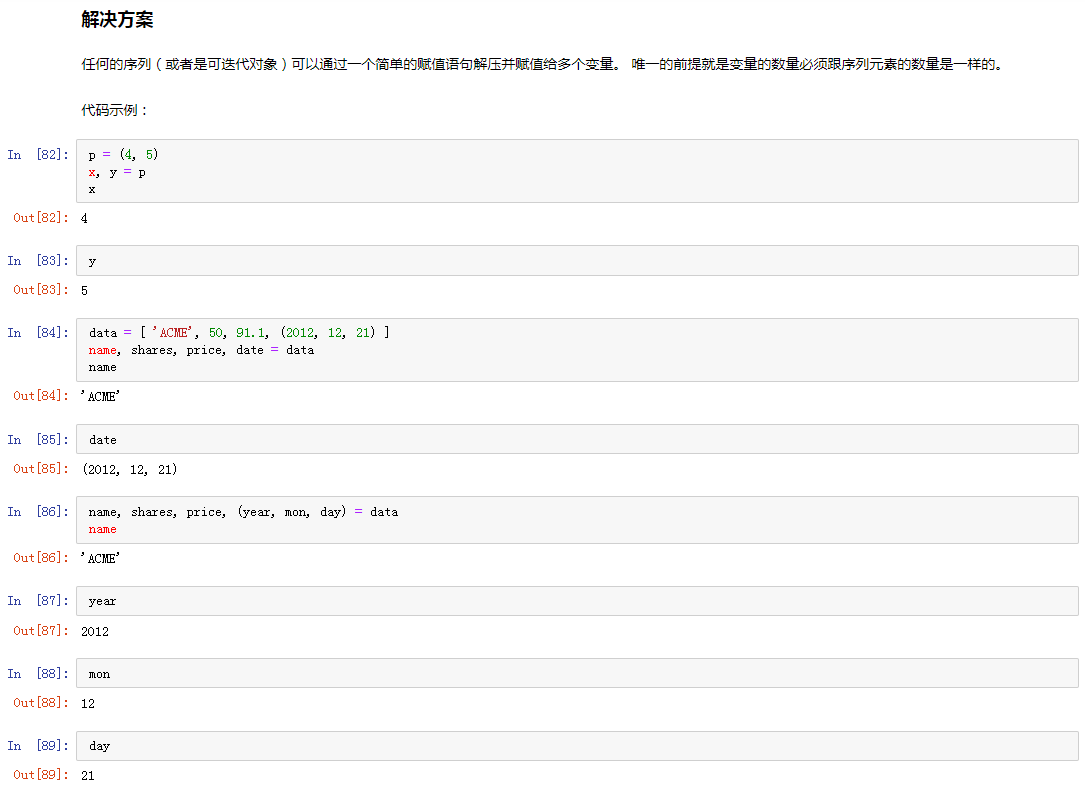 解决方案
任何的序列（或者是可迭代对象）可以通过一个简单的赋值语句解压并赋值给多个变量。 唯一的前提就是变量的数量必须跟序列元素的数量是一样的。
代码示例：
In [82]: p = (4, 5)
x, y = p
x
Out[82]: 4
In [83]: y
Out[83]: 5
In [84]: data = [ 'ACME', 50, 91.1, (2012, 12, 21) ]
name, shares, price, date = data
name
Out[84]: 'ACME'
In [85]: date
Out[85]: (2012, 12, 21)
In [86]: name, shares, price, (year, mon, day) = data
name
Out[86]: 'ACME'
In [87]: year
Out[87]: 2012
In [88]: mon
Out[88]: 12
In [89]: day
Out[89]: 21